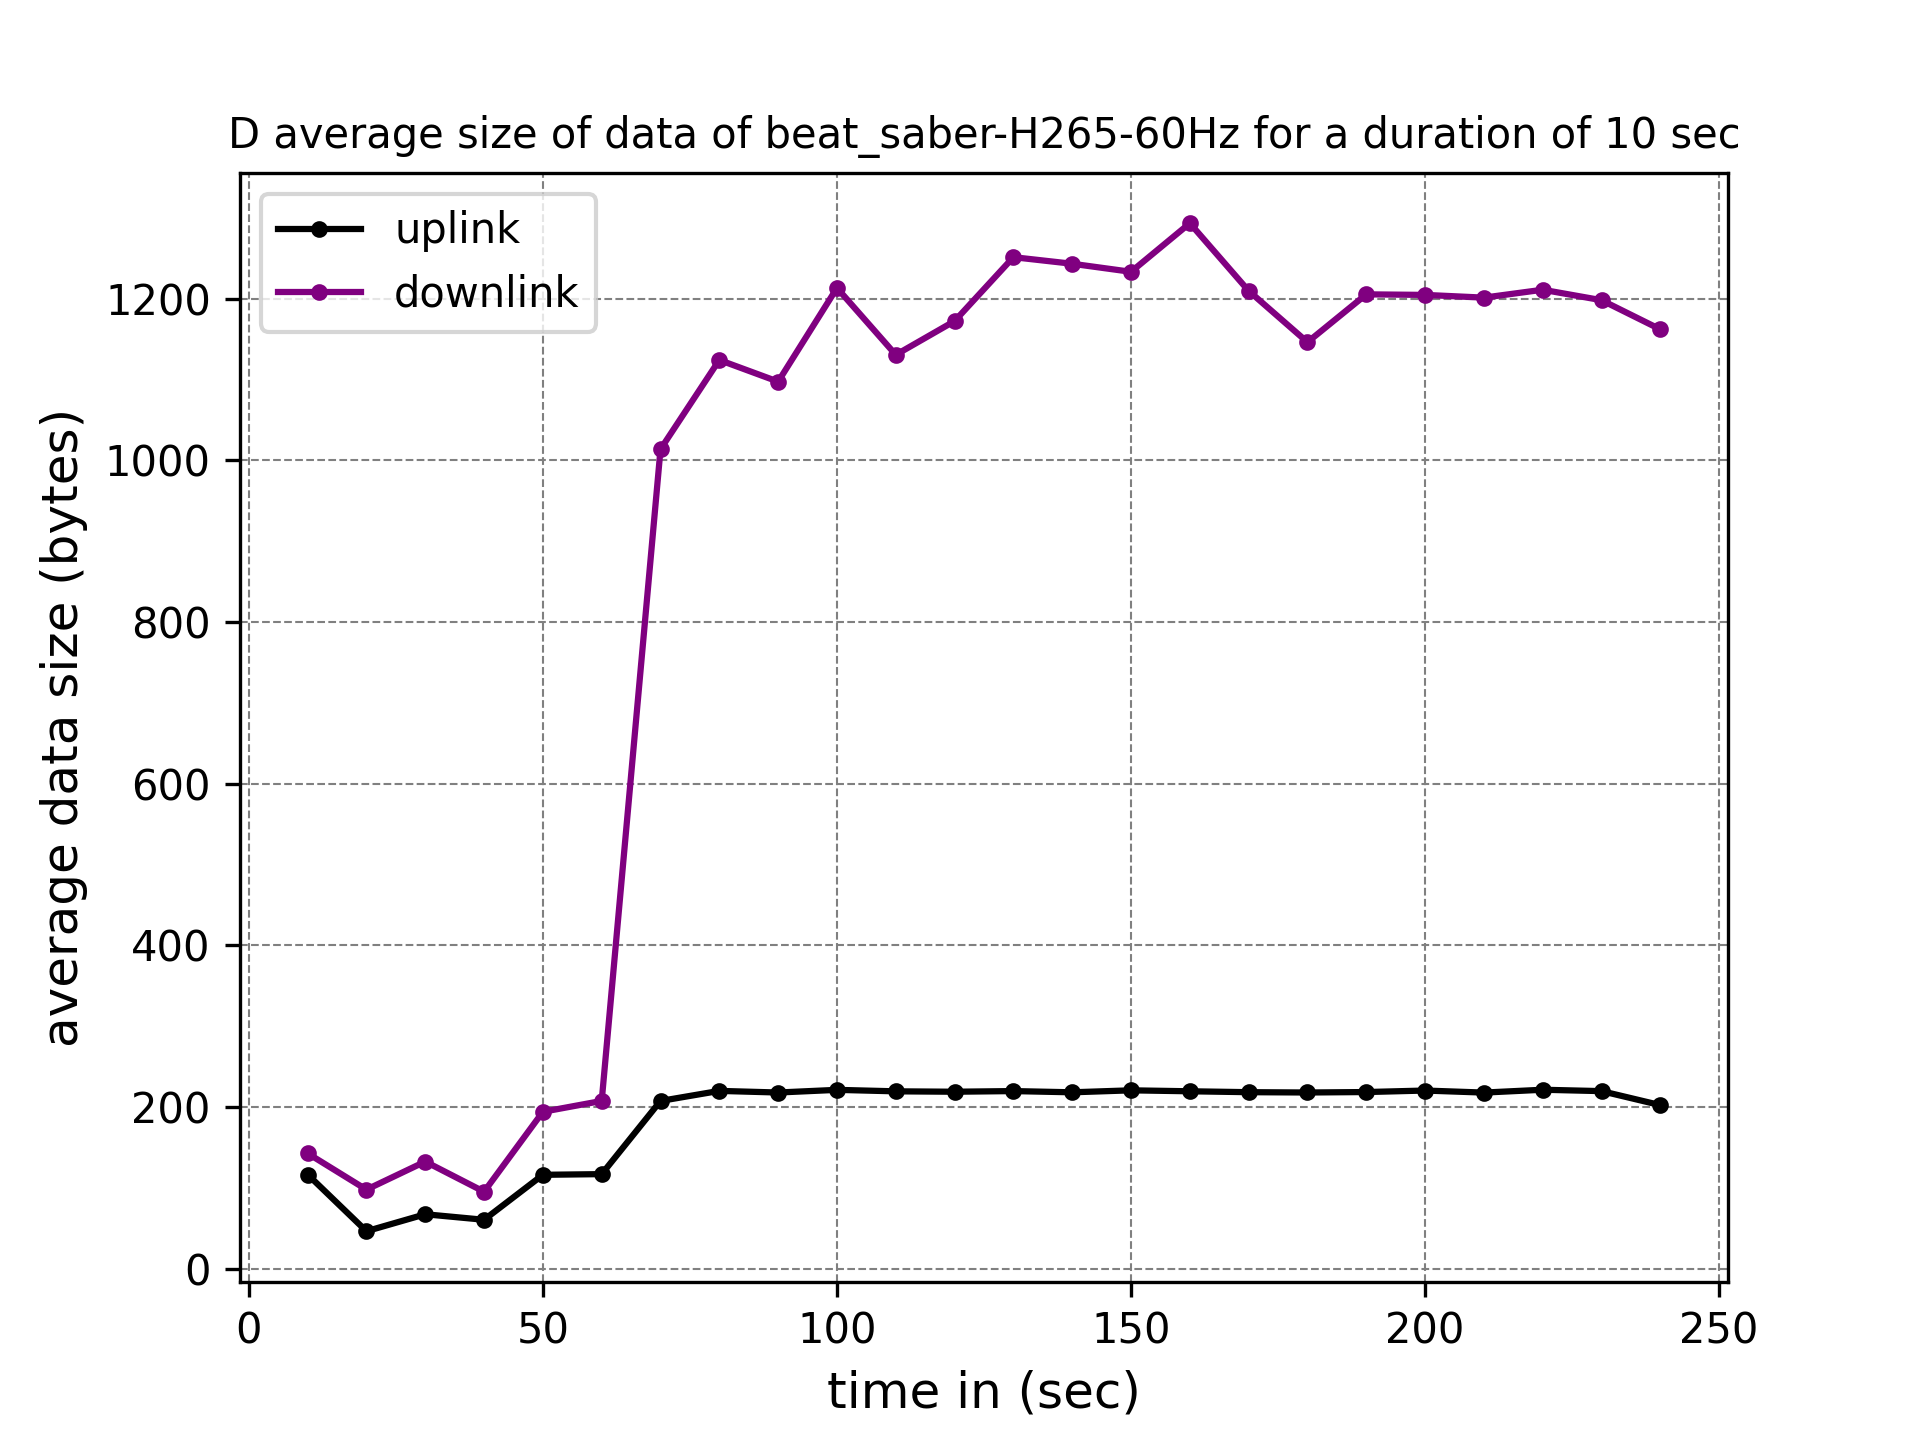 D average size of data of beat_saber-H265-60Hz for a duration of 10 sec
uplink
downlink
1200
1000
800
600
400
200
0
average data size (bytes)
0 50 100 150 200 250
time in (sec)